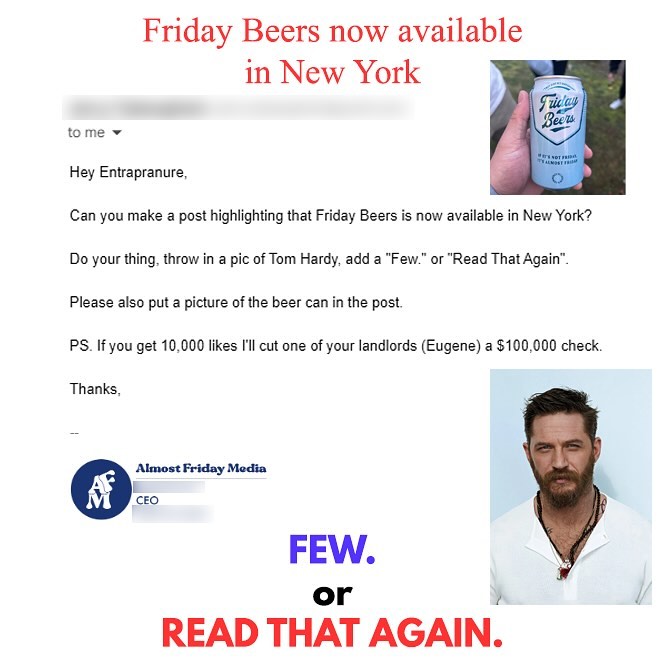 Friday Beers now available
in New York
to me
Hey Entrapranure,
Can you make a post highlighting that Friday Beers is now available in New York?
Do your thing, throw in a pic of Tom Hardy, add a "Few." or "Read That Again".
Please also put a picture of the beer can in the post.
PS. If you get 10,000 likes I'll cut one of your landlords (Eugene) a $100,000 check.
Thanks,
--
AFM
Almost Friday Media
CEO
Friday
Beers
IF IT'S NOT FRIDAY,
IT'S ALMOST FRIDAY
FEW.
or
READ THAT AGAIN.